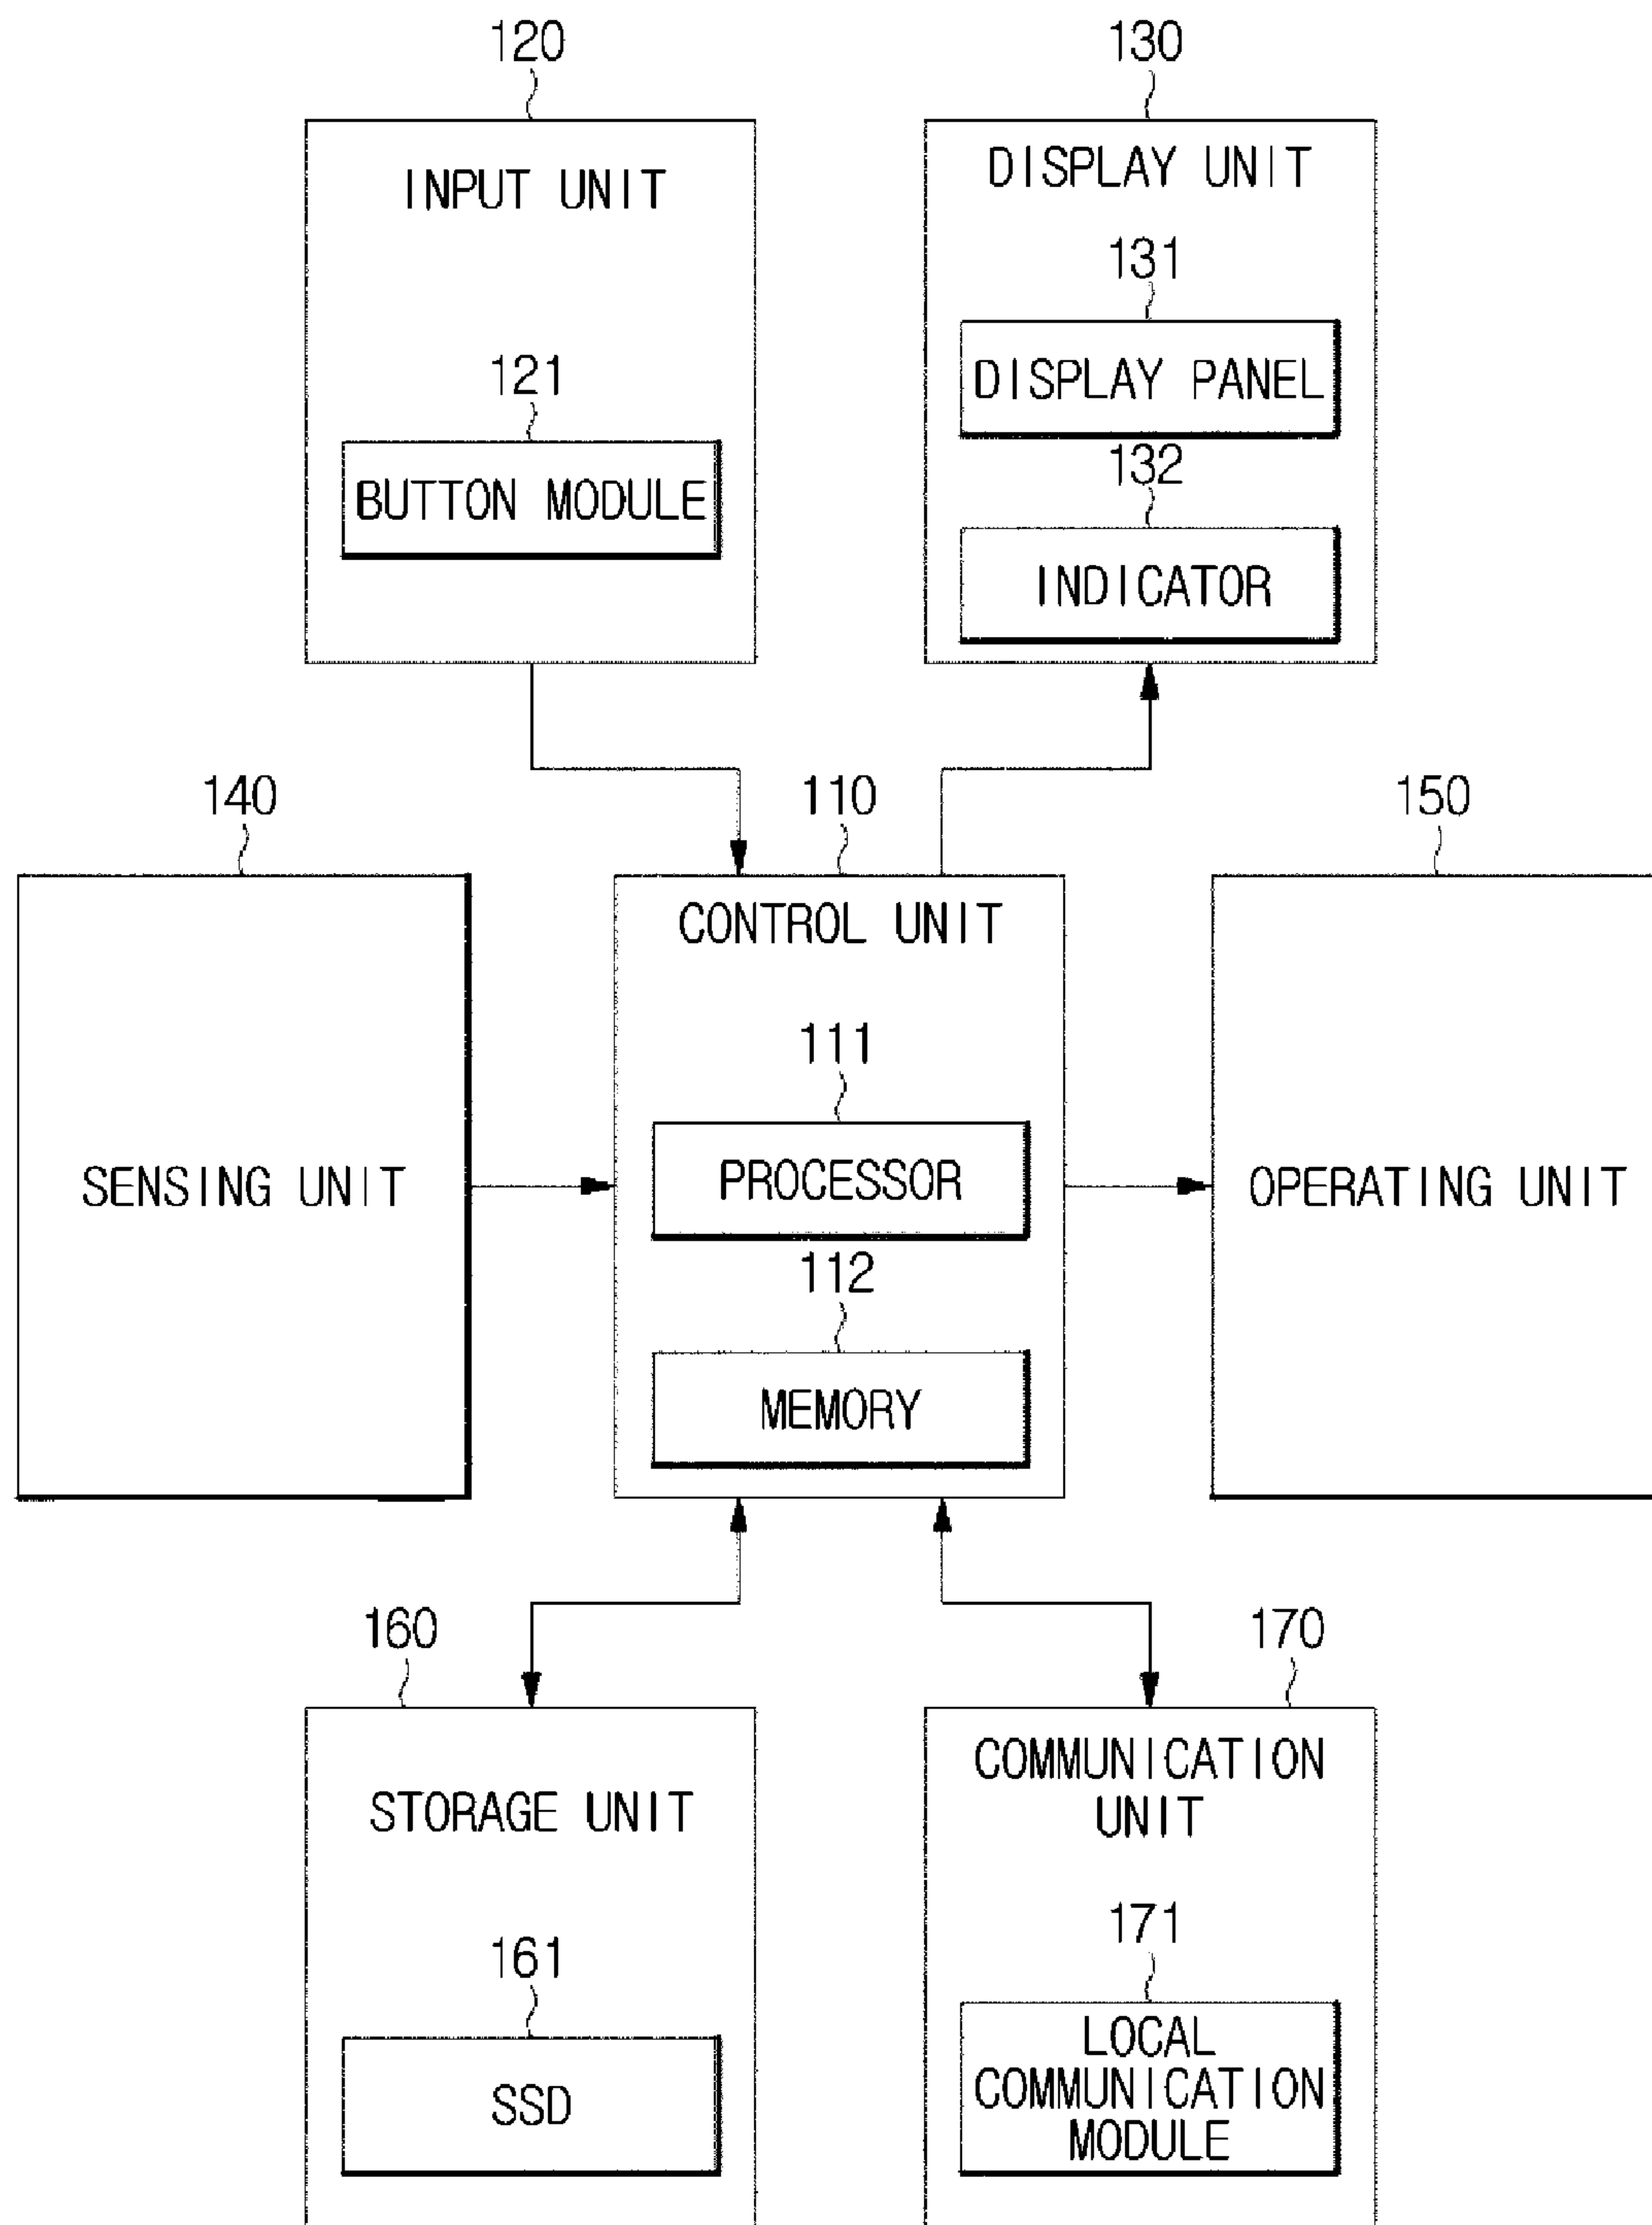 120
130
INPUT UNIT
DISPLAY UNIT
131
121
DISPLAY PANEL
BUTTON MODULE
132
INDICATOR
140
110
150
CONTROL UNIT
111
SENSING UNIT
PROCESSOR
OPERATING UNIT
112
MEMORY
160
170
STORAGE UNIT
COMMUNICATION
UNIT
161
171
SSD
LOCAL
COMMUNICATION
MODULE